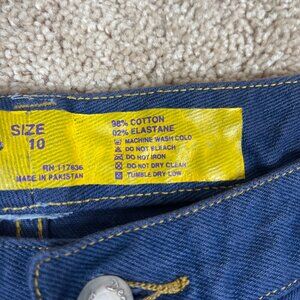 SIZE
10
RN 117636
MADE IN PAKISTAN
98% COTTON
02% ELASTANE
MACHINE WASH COLD
DO NOT BLEACH
DO NOT IRON
DO NOT DRY CLEAR
TUMBLE DRY LOW